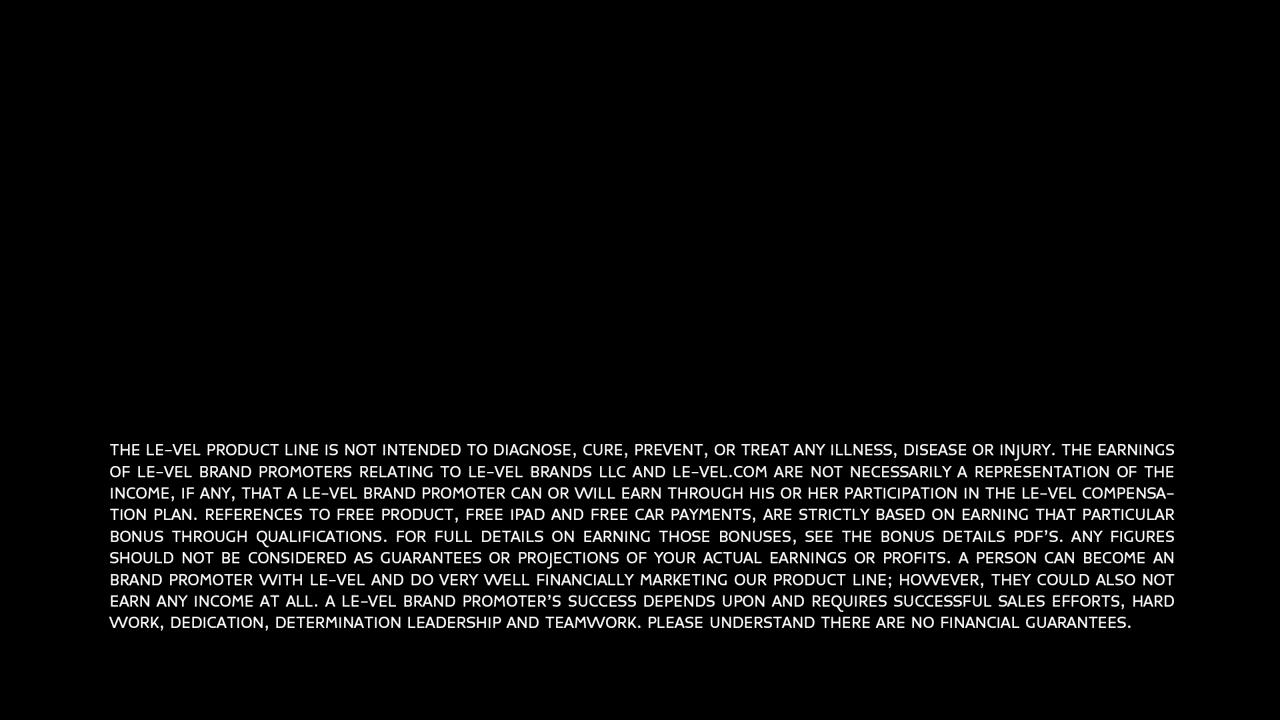 THE LE-VEL PRODUCT LINE IS NOT INTENDED TO DIAGNOSE, CURE, PREVENT, OR TREAT ANY ILLNESS, DISEASE OR INJURY. THE EARNINGS
OF LE-VEL BRAND PROMOTERS RELATING TO LE-VEL BRANDS LLC AND LE-VEL.COM ARE NOT NECESSARILY A REPRESENTATION OF THE
INCOME, IF ANY, THAT A LE-VEL BRAND PROMOTER CAN OR WILL EARN THROUGH HIS OR HER PARTICIPATION IN THE LE-VEL COMPENSA-
TION PLAN. REFERENCES TO FREE PRODUCT, FREE IPAD AND FREE CAR PAYMENTS, ARE STRICTLY BASED ON EARNING THAT PARTICULAR
BONUS THROUGH QUALIFICATIONS. FOR FULL DETAILS ON EARNING THOSE BONUSES, SEE THE BONUS DETAILS PDF'S. ANY FIGURES
SHOULD NOT BE CONSIDERED AS GUARANTEES OR PROJECTIONS OF YOUR ACTUAL EARNINGS OR PROFITS. A PERSON CAN BECOME AN
BRAND PROMOTER WITH LE-VEL AND DO VERY WELL FINANCIALLY MARKETING OUR PRODUCT LINE; HOWEVER, THEY COULD ALSO NOT
EARN ANY INCOME AT ALL. A LE-VEL BRAND PROMOTER'S SUCCESS DEPENDS UPON AND REQUIRES SUCCESSFUL SALES EFFORTS, HARD
WORK, DEDICATION, DETERMINATION LEADERSHIP AND TEAMWORK. PLEASE UNDERSTAND THERE ARE NO FINANCIAL GUARANTEES.